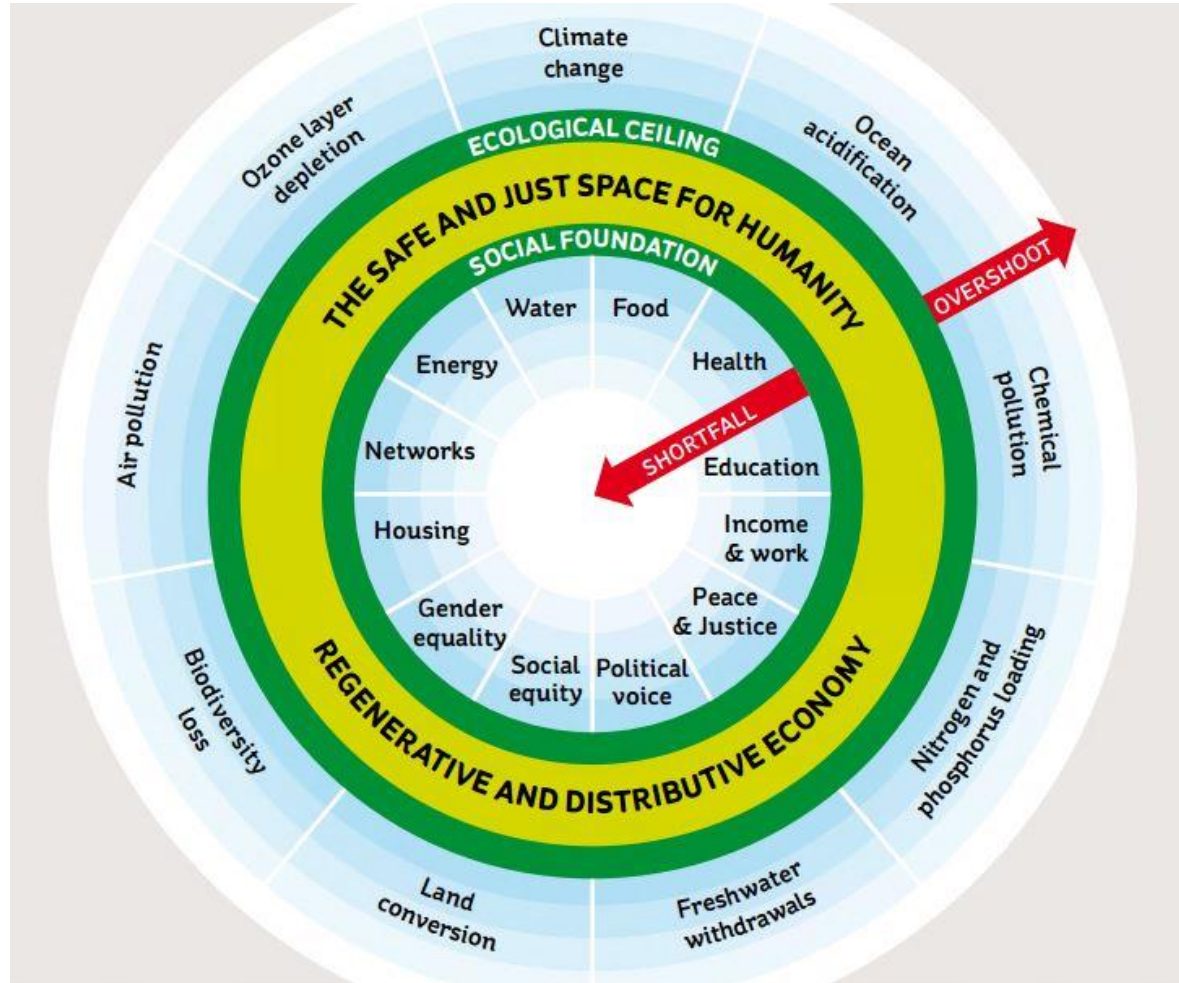 Climate
change
Ozone layer
depletion
Ocean
acidification
ECOLOGICAL CEILING
THE SAFE AND JUST SPACE FOR HUMANITY
SOCIAL FOUNDATION
OVERSHOOT
Water
Food
Energy
Health
Air pollution
Chemical
pollution
SHORTFALL
Networks
Education
Housing
Income
& work
Gender
equality
Peace
& Justice
Social
equity
Political
voice
REGENERATIVE AND DISTRIBUTIVE ECONOMY
Biodiversity
loss
Nitrogen and
phosphorus loading
Land
conversion
Freshwater
withdrawals